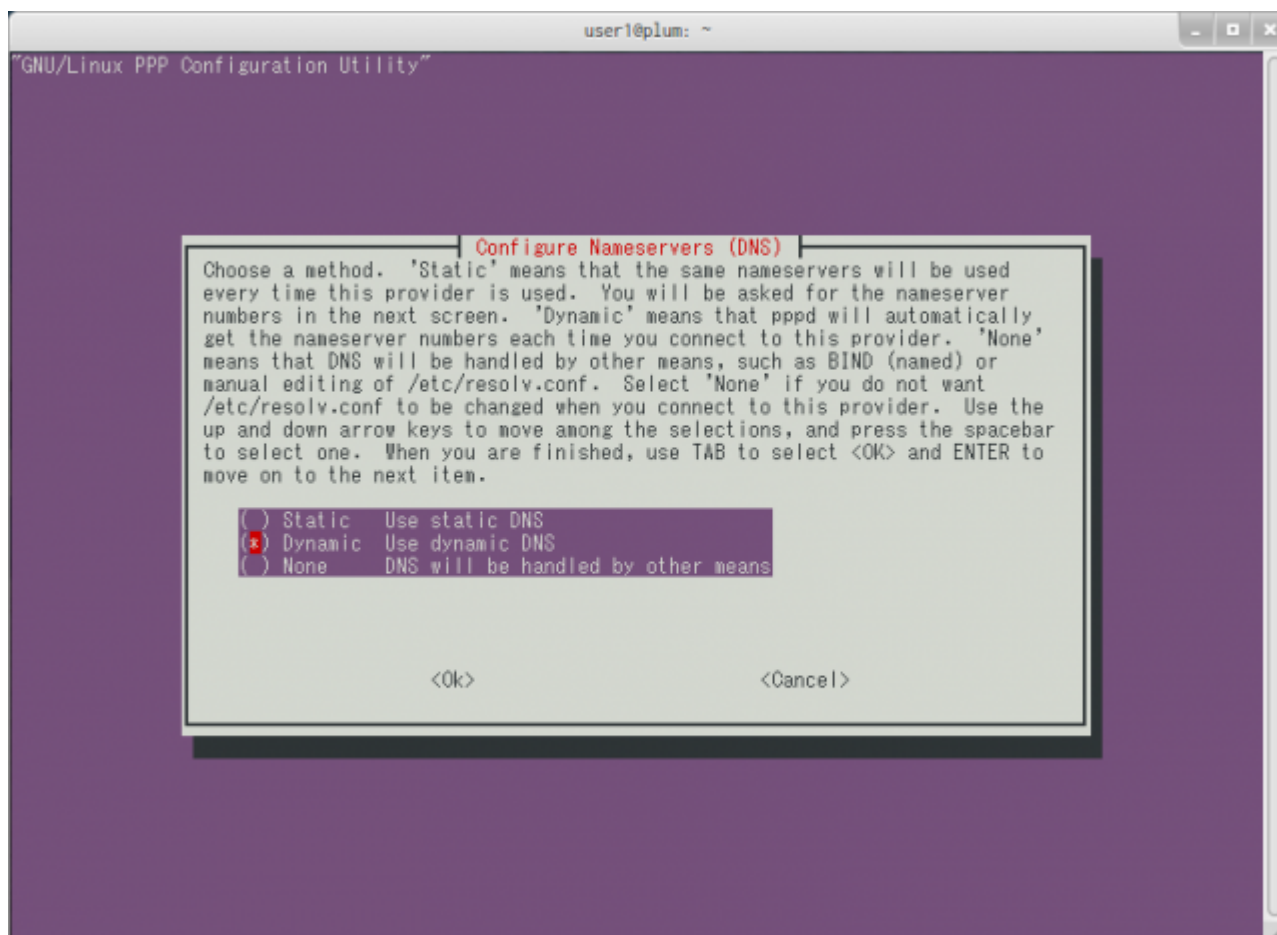 user1@plum: ~
"GNU/Linux PPP Configuration Utility"
Configure Nameservers (DNS)
Choose a method.  'Static' means that the same nameservers will be used
every time this provider is used.  You will be asked for the nameserver
numbers in the next screen.  'Dynamic' means that pppd will automatically
get the nameserver numbers each time you connect to this provider.  'None'
means that DNS will be handled by other means, such as BIND (named) or
manual editing of /etc/resolv.conf.  Select 'None' if you do not want
/etc/resolv.conf to be changed when you connect to this provider.  Use the
up and down arrow keys to move among the selections, and press the spacebar
to select one.  When you are finished, use TAB to select <OK> and ENTER to
move on to the next item.
( ) Static   Use static DNS
(*) Dynamic  Use dynamic DNS
( ) None     DNS will be handled by other means
<Ok> <Cancel>